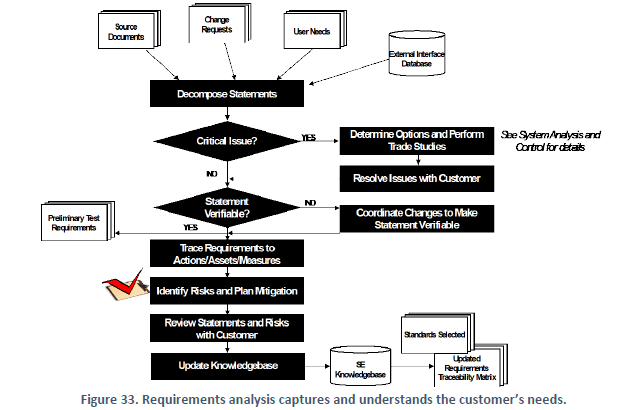 Source
Documents
Change
Requests
User Needs
External Interface
Database
Decompose Statements
Critical Issue?
YES
Determine Options and Perform
Trade Studies
See System Analysis and
Control for details
NO
Resolve Issues with Customer
Statement
Verifiable?
NO
Coordinate Changes to Make
Statement Verifiable
Preliminary Test
Requirements
YES
Trace Requirements to
Actions/Assets/Measures
Identify Risks and Plan Mitigation
Review Statements and Risks
with Customer
Standards Selected
Update Knowledgebase
SE
Knowledgebase
Updated
Requirements
Traceability Matrix
Figure 33. Requirements analysis captures and understands the customer's needs.